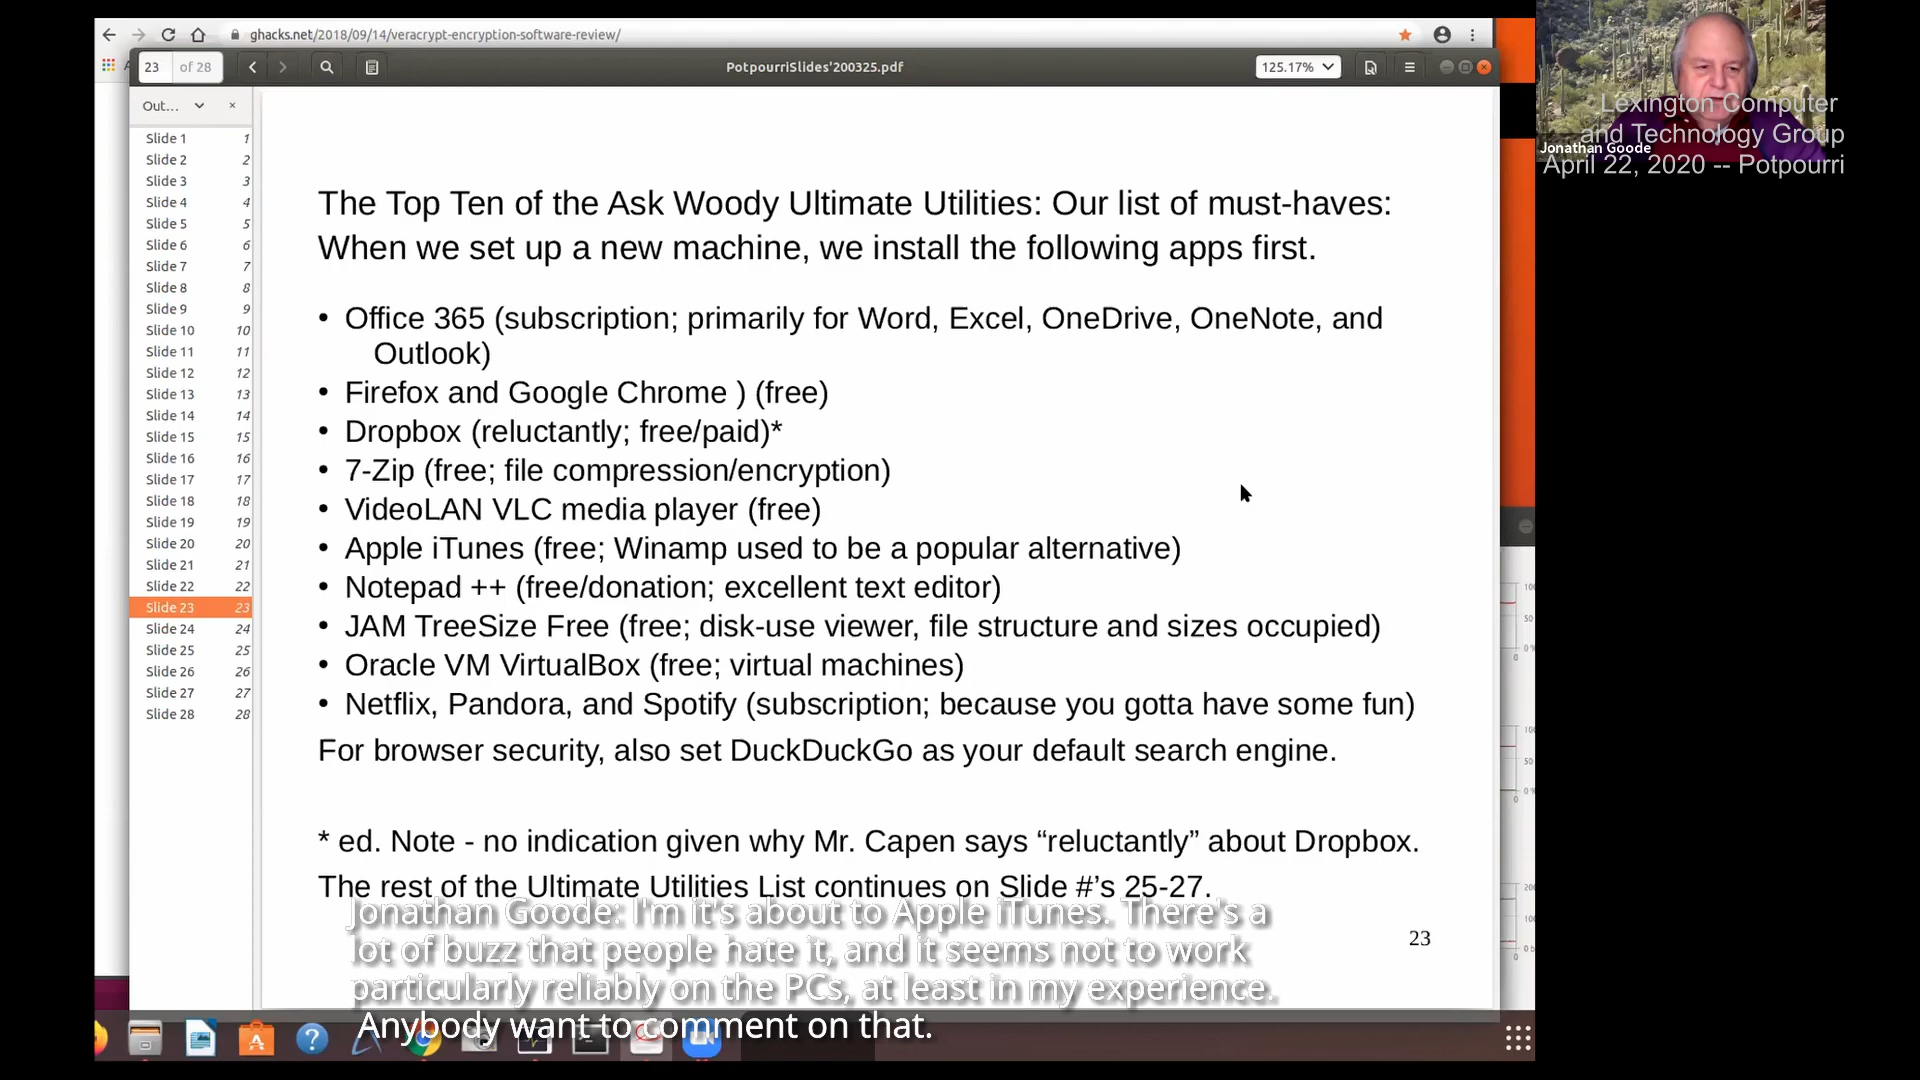 ghacks.net/2018/09/14/veracrypt-encryption-software-review/
23 of 28
PotpourriSlides'200325.pdf
125.17%
Out...
Slide 1 1
Slide 2 2
Slide 3 3
Slide 4 4
Slide 5 5
Slide 6 6
Slide 7 7
Slide 8 8
Slide 9 9
Slide 10 10
Slide 11 11
Slide 12 12
Slide 13 13
Slide 14 14
Slide 15 15
Slide 16 16
Slide 17 17
Slide 18 18
Slide 19 19
Slide 20 20
Slide 21 21
Slide 22 22
Slide 23 23
Slide 24 24
Slide 25 25
Slide 26 26
Slide 27 27
Slide 28 28
The Top Ten of the Ask Woody Ultimate Utilities: Our list of must-haves:
When we set up a new machine, we install the following apps first.
• Office 365 (subscription; primarily for Word, Excel, OneDrive, OneNote, and
Outlook)
• Firefox and Google Chrome ) (free)
• Dropbox (reluctantly; free/paid)*
• 7-Zip (free; file compression/encryption)
• VideoLAN VLC media player (free)
• Apple iTunes (free; Winamp used to be a popular alternative)
• Notepad ++ (free/donation; excellent text editor)
• JAM TreeSize Free (free; disk-use viewer, file structure and sizes occupied)
• Oracle VM VirtualBox (free; virtual machines)
• Netflix, Pandora, and Spotify (subscription; because you gotta have some fun)
For browser security, also set DuckDuckGo as your default search engine.
* ed. Note - no indication given why Mr. Capen says “reluctantly” about Dropbox.
The rest of the Ultimate Utilities List continues on Slide #’s 25-27.
23
Jonathan Goode: I'm it's about to Apple iTunes. There's a
lot of buzz that people hate it, and it seems not to work
particularly reliably on the PCs, at least in my experience.
Anybody want to comment on that.
Lexington Computer
and Technology Group
Jonathan Goode
April 22, 2020 -- Potpourri